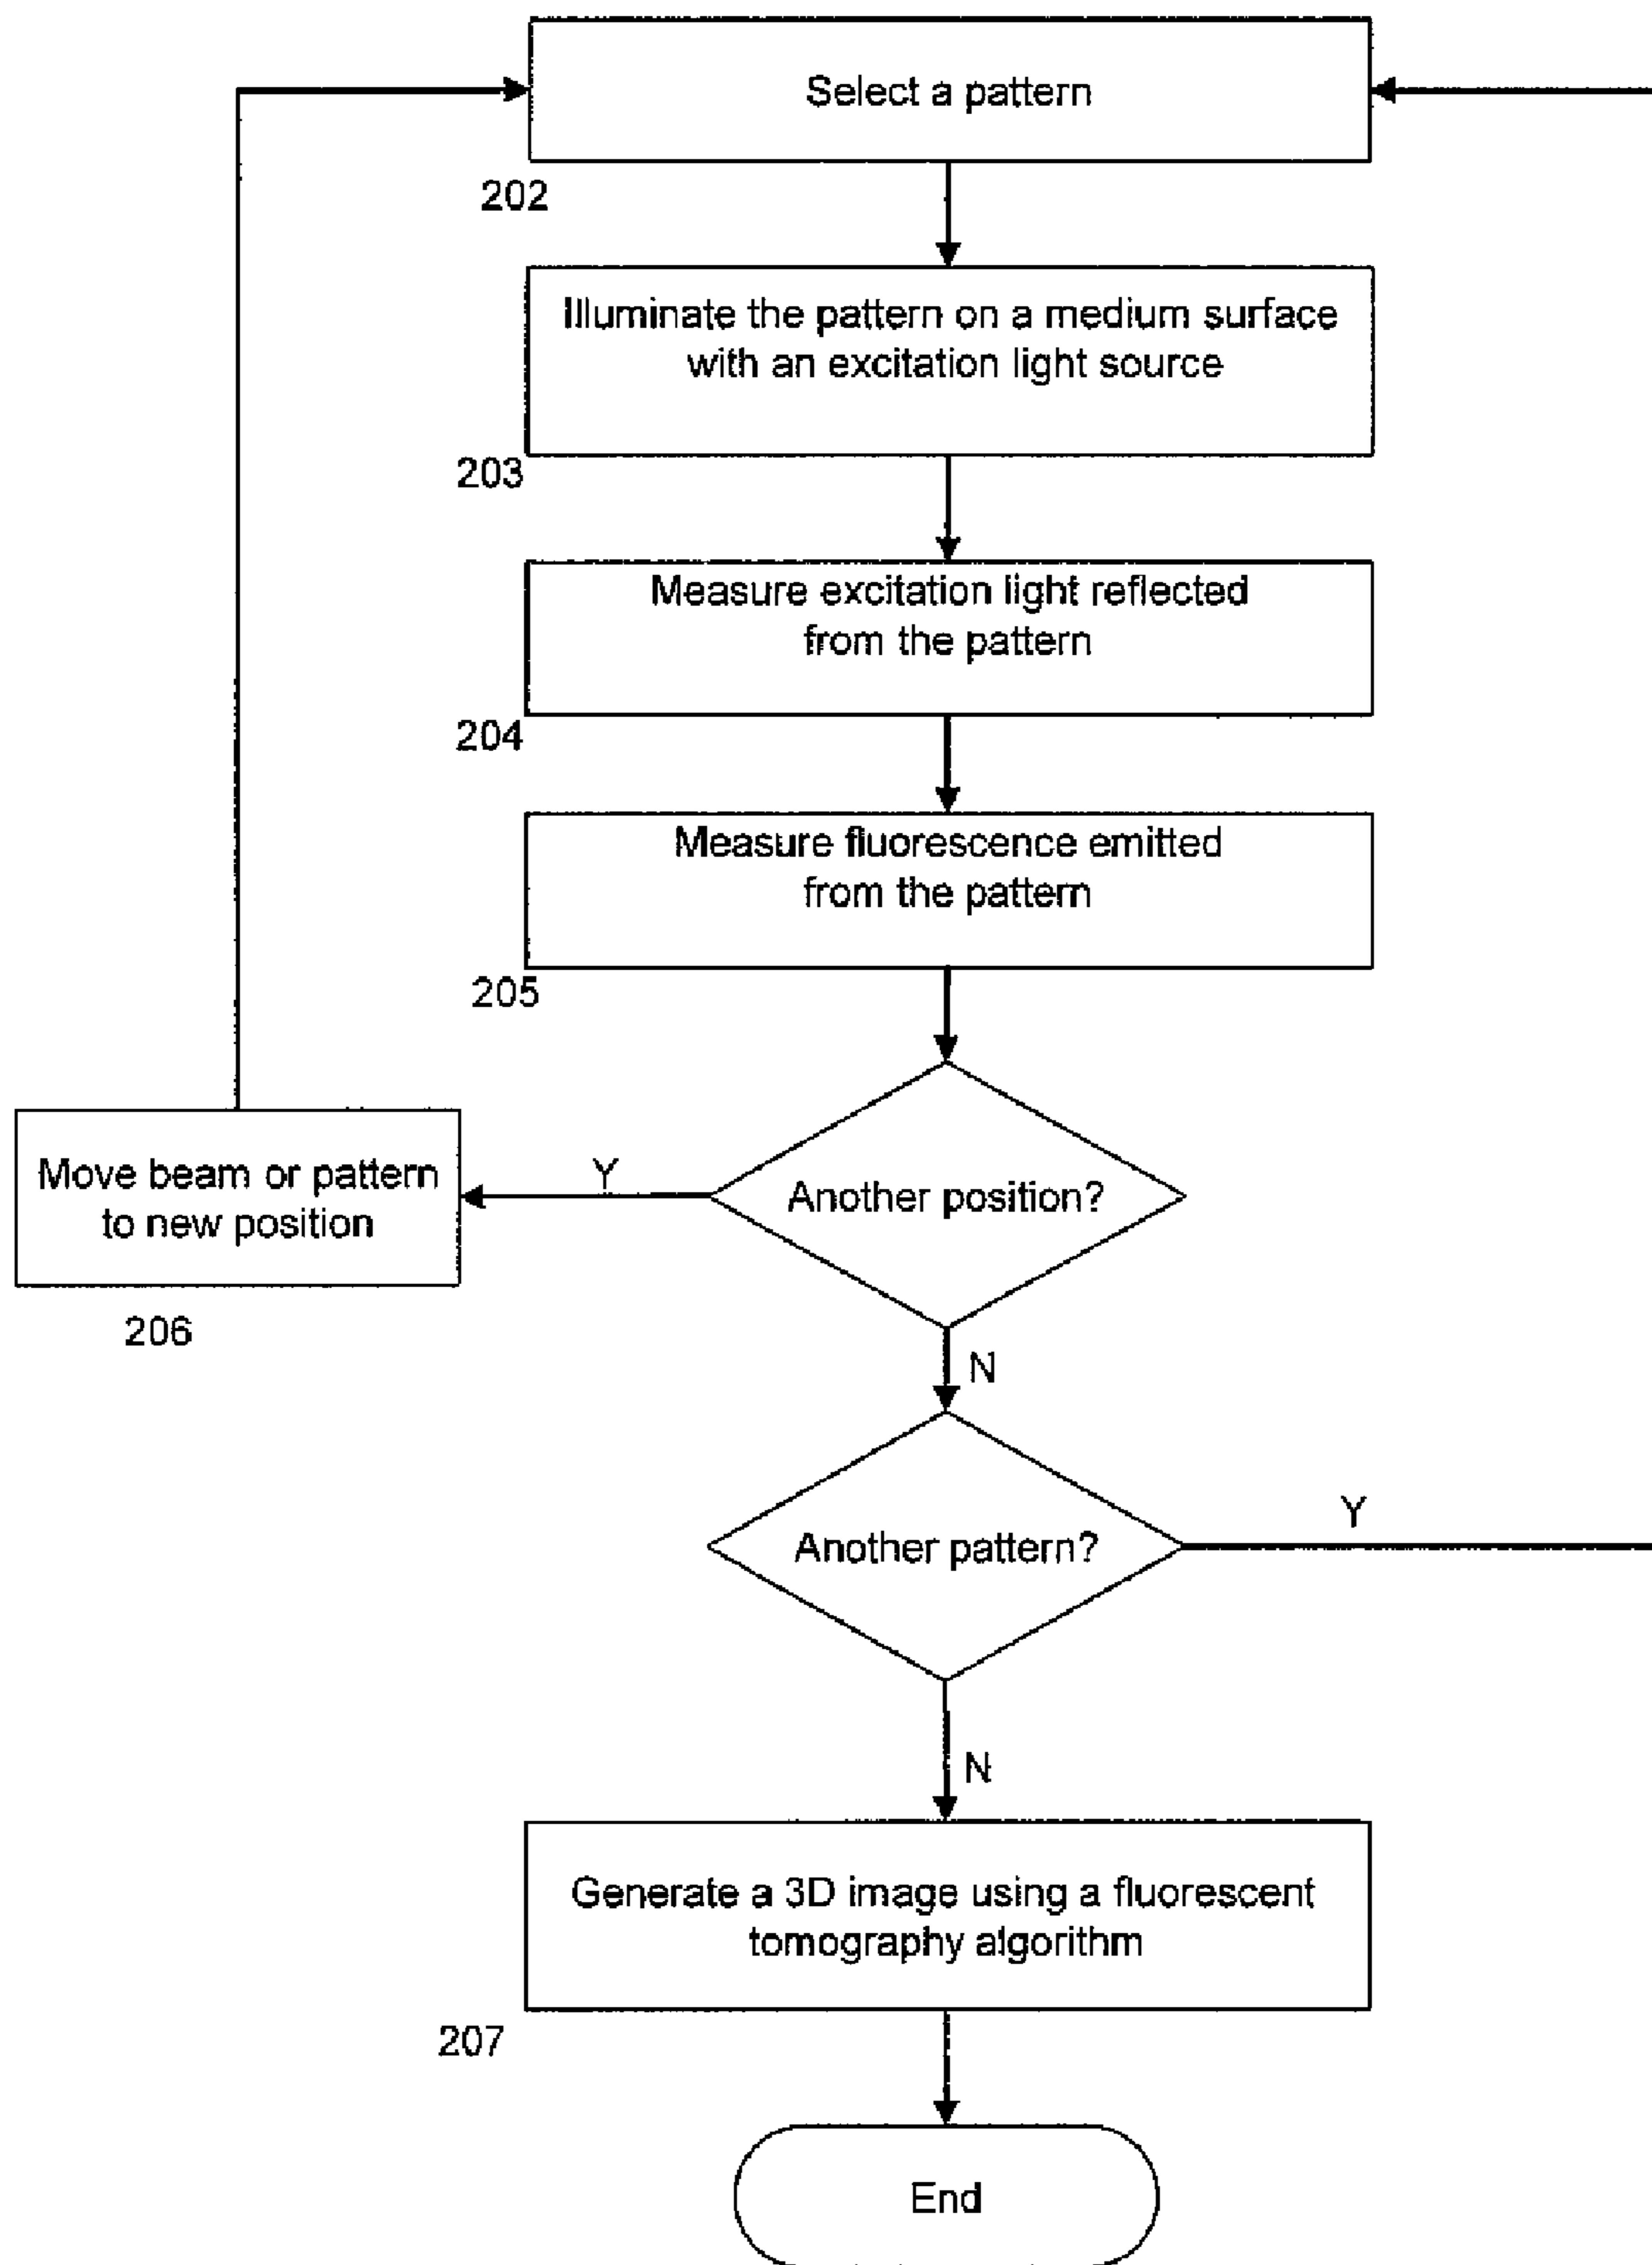 Select a pattern
202
Illuminate the pattern on a medium surface
with an excitation light source
203
Measure excitation light reflected
from the pattern
204
Measure fluorescence emitted
from the pattern
205
Another position?
Y
Move beam or pattern
to new position
206
N
Another pattern?
Y
N
Generate a 3D image using a fluorescent
tomography algorithm
207
End